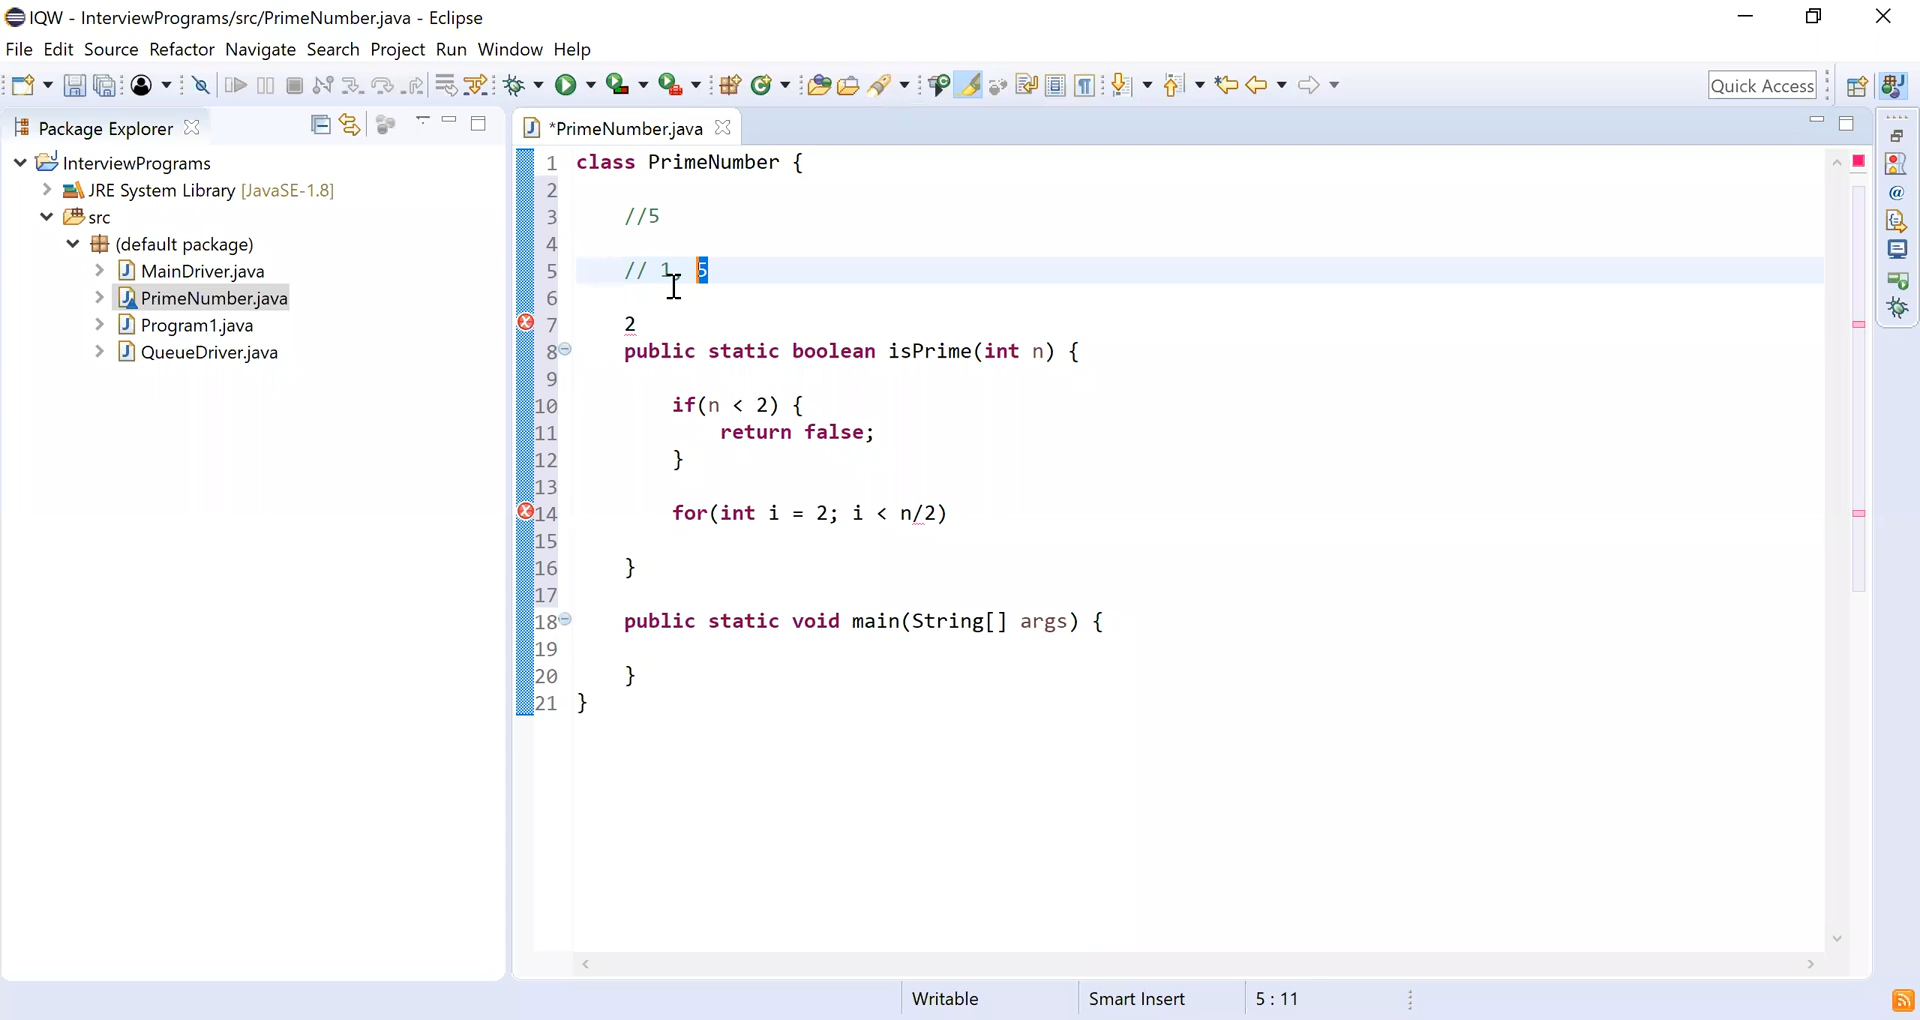 IQW - InterviewPrograms/src/PrimeNumber.java - Eclipse
File Edit Source Refactor Navigate Search Project Run Window Help
Quick Access
Package Explorer
*PrimeNumber.java
InterviewPrograms
JRE System Library [JavaSE-1.8]
src
(default package)
MainDriver.java
PrimeNumber.java
Program1.java
QueueDriver.java
1 class PrimeNumber {
2
3 //5
4
5 // 1, 5
6
7 2
8 public static boolean isPrime(int n) {
9
10 if(n < 2) {
11 return false;
12 }
13
14 for(int i = 2; i < n/2)
15
16 }
17
18 public static void main(String[] args) {
19
20 }
21 }
Writable
Smart Insert
5 : 11